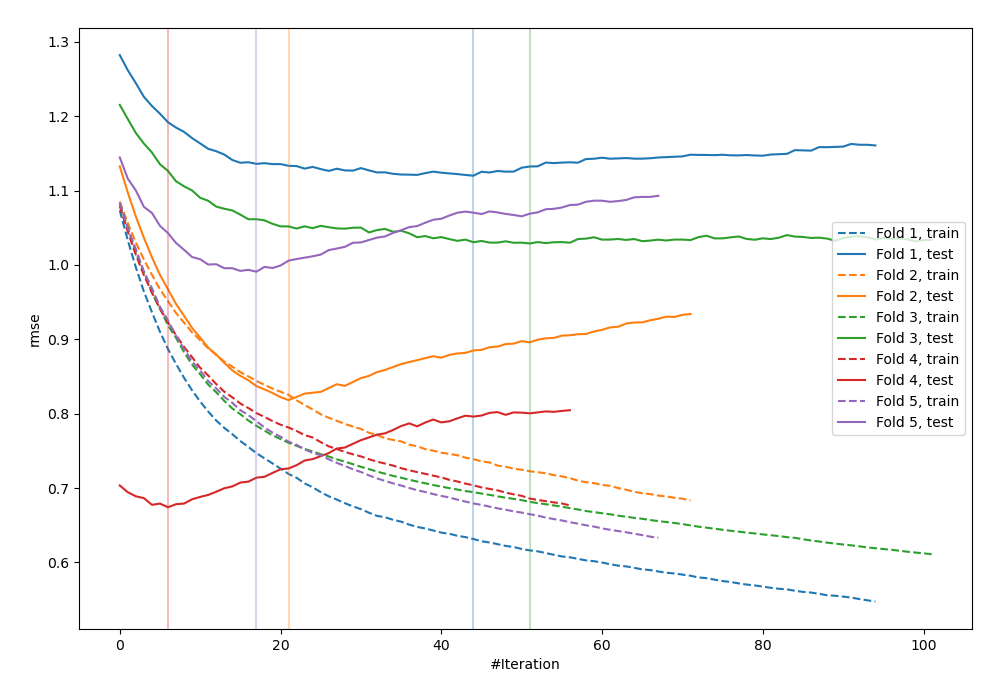 1.3
1.2
1.1
1.0
0.9
0.8
0.7
0.6
rmse
0
20
40
60
80
100
#Iteration
Fold 1, train
Fold 1, test
Fold 2, train
Fold 2, test
Fold 3, train
Fold 3, test
Fold 4, train
Fold 4, test
Fold 5, train
Fold 5, test